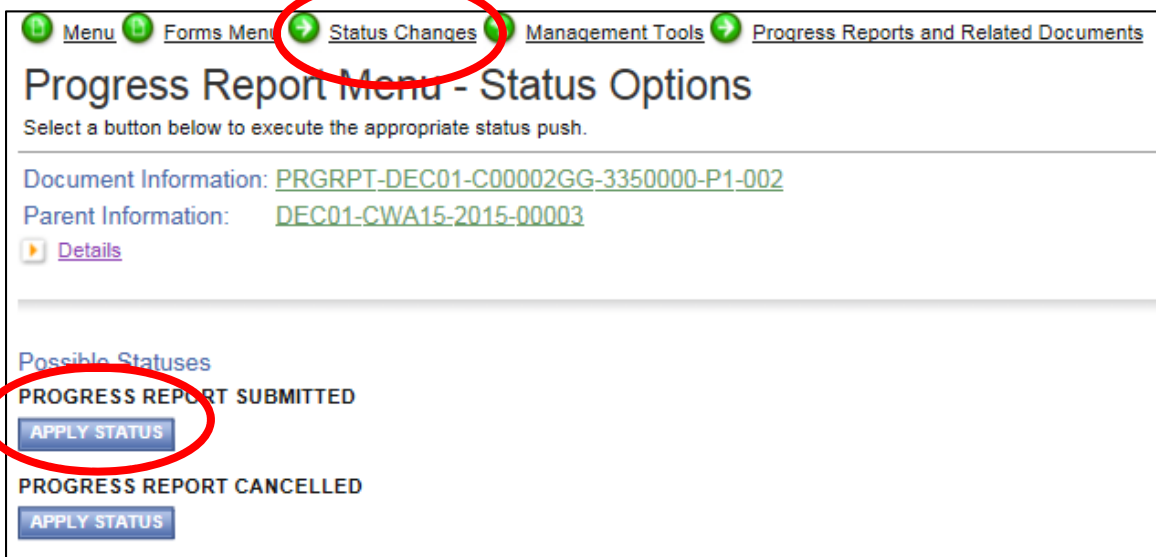 Menu Forms Menu Status Changes Management Tools Progress Reports and Related Documents
Progress Report Menu - Status Options
Select a button below to execute the appropriate status push.
Document Information: PRGRPT-DEC01-C00002GG-3350000-P1-002
Parent Information: DEC01-CWA15-2015-00003
Details
Possible Statuses
PROGRESS REPORT SUBMITTED
APPLY STATUS
PROGRESS REPORT CANCELLED
APPLY STATUS